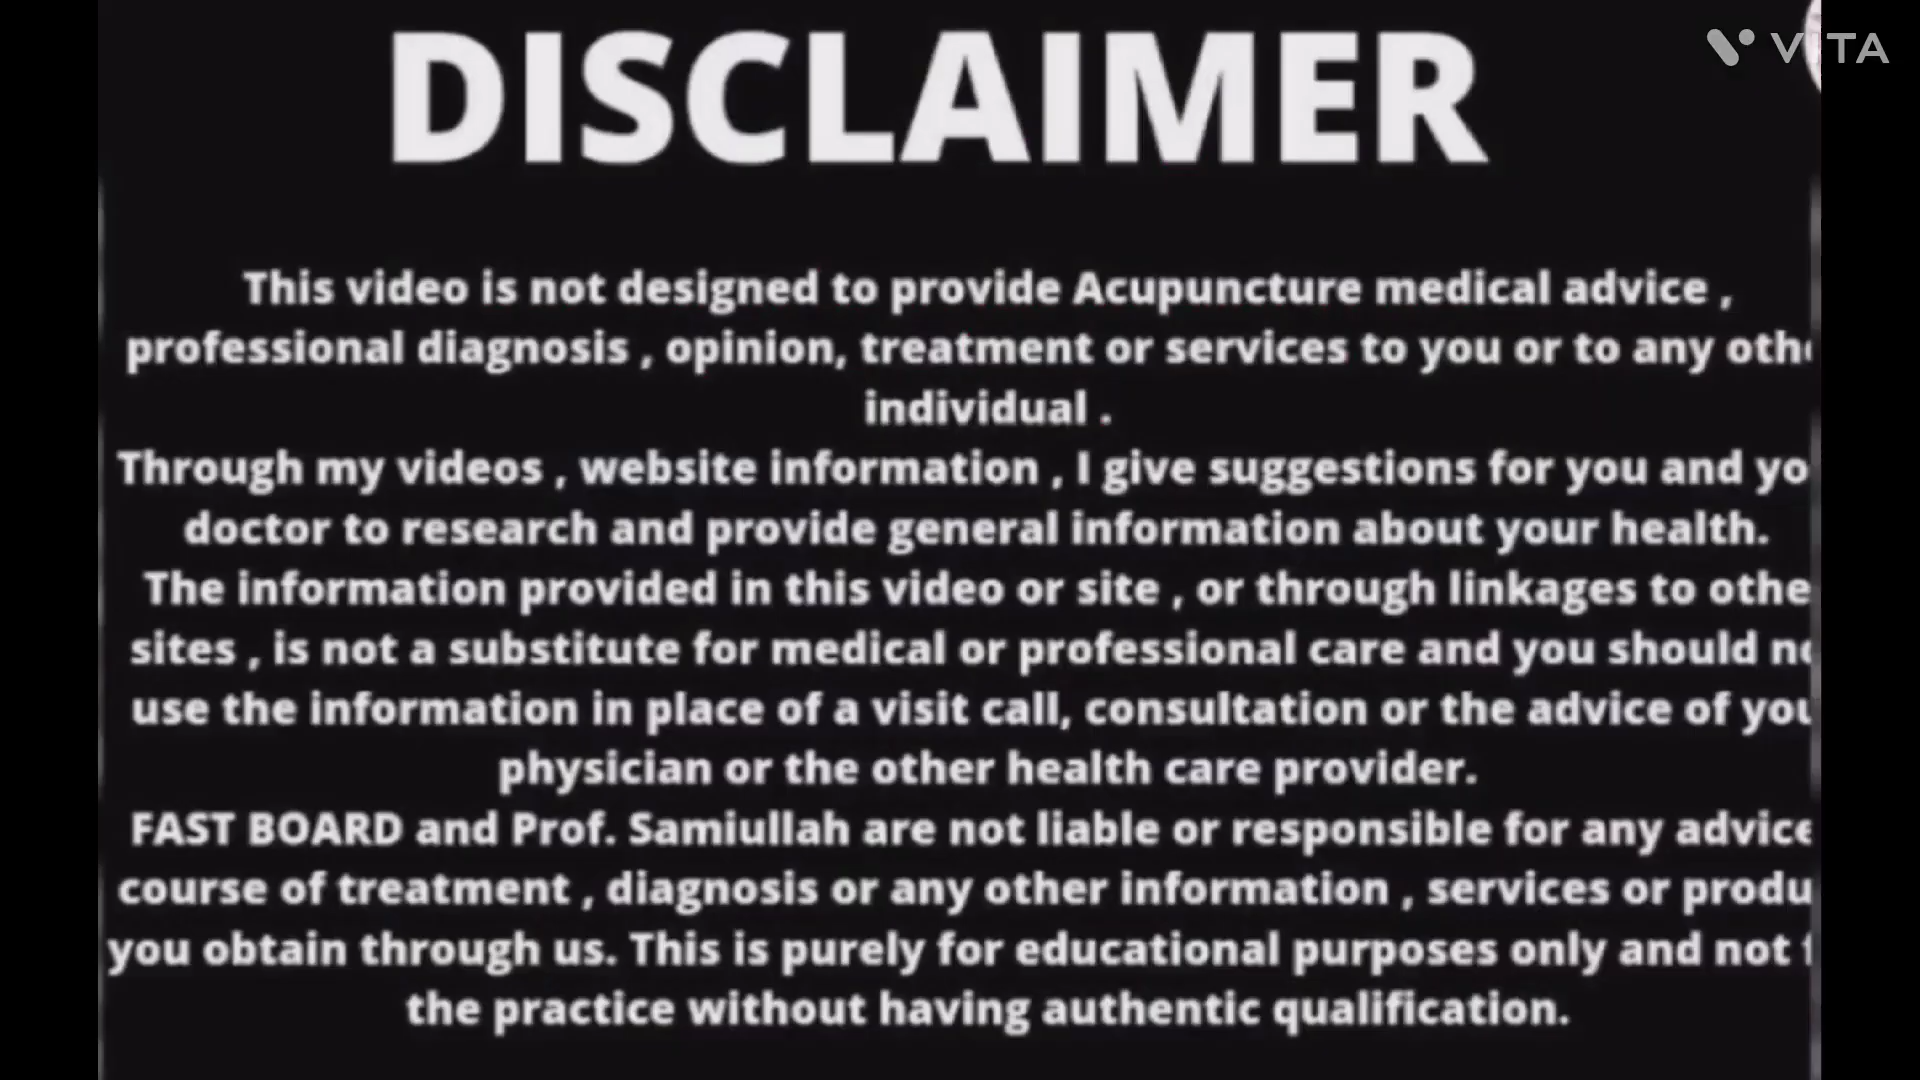 DISCLAIMER
VITA
This video is not designed to provide Acupuncture medical advice ,
professional diagnosis , opinion, treatment or services to you or to any othe
individual .
Through my videos , website information , I give suggestions for you and yo
doctor to research and provide general information about your health.
The information provided in this video or site , or through linkages to othe
sites , is not a substitute for medical or professional care and you should no
use the information in place of a visit call, consultation or the advice of you
physician or the other health care provider.
FAST BOARD and Prof. Samiullah are not liable or responsible for any advice
course of treatment , diagnosis or any other information , services or produ
you obtain through us. This is purely for educational purposes only and not f
the practice without having authentic qualification.